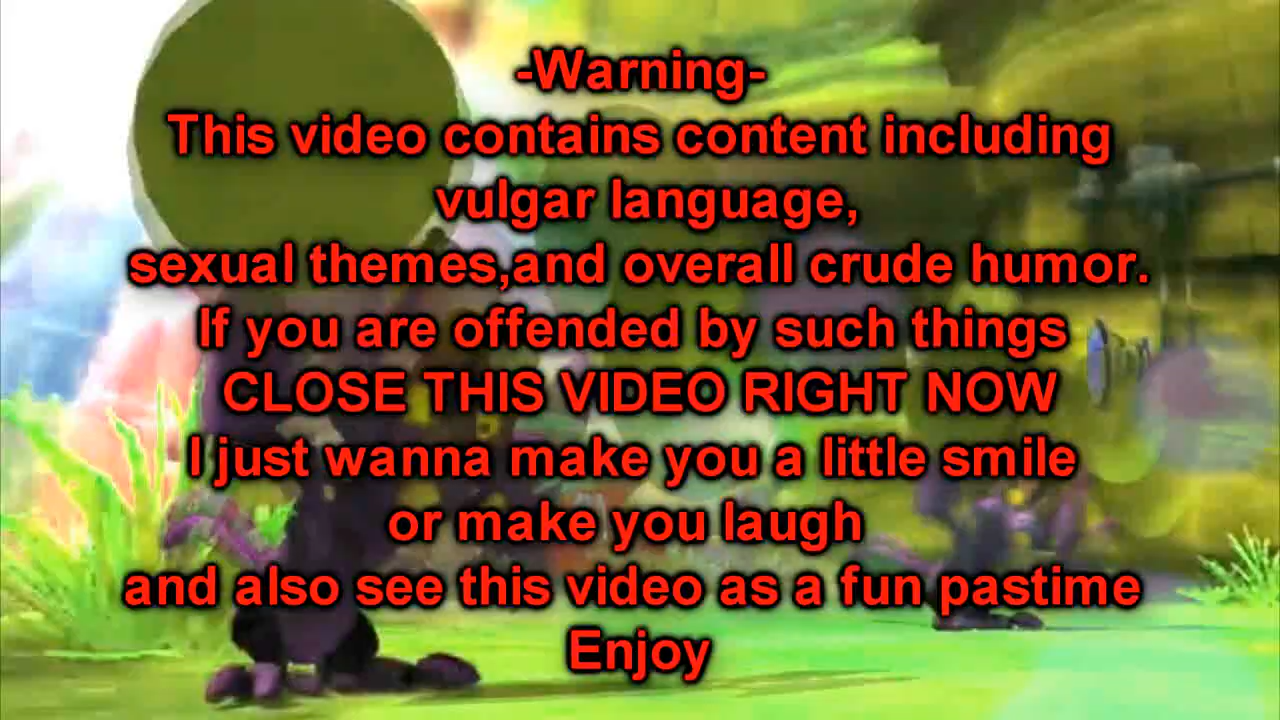 -Warning-
This video contains content including
vulgar language,
sexual themes,and overall crude humor.
If you are offended by such things
CLOSE THIS VIDEO RIGHT NOW
I just wanna make you a little smile
or make you laugh
and also see this video as a fun pastime
Enjoy